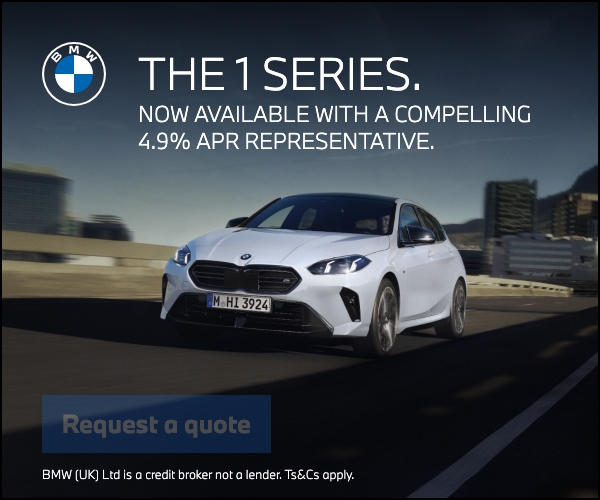 BMW
THE 1 SERIES.
NOW AVAILABLE WITH A COMPELLING
4.9% APR REPRESENTATIVE.
M HI 3924
Request a quote
BMW (UK) Ltd is a credit broker not a lender. Ts&Cs apply.